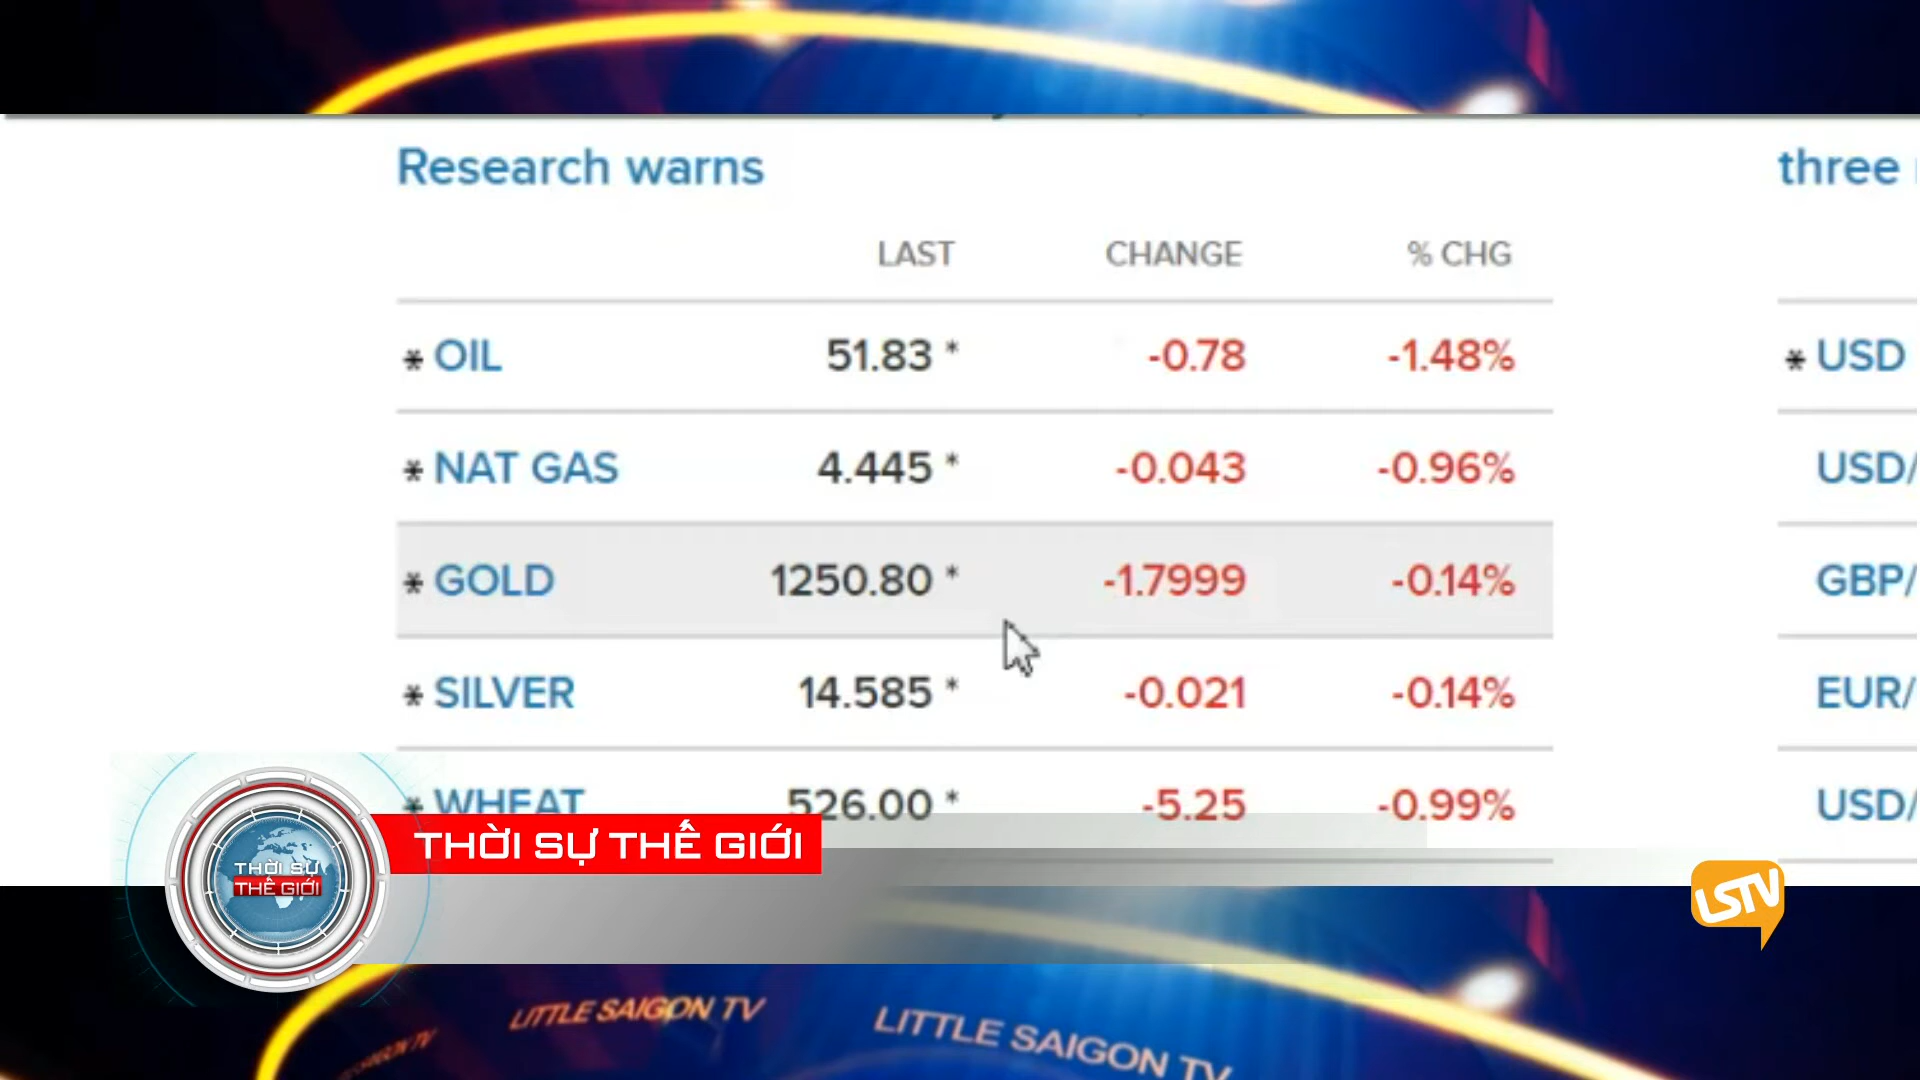 Research warns
three
LAST CHANGE % CHG
* OIL 51.83 * -0.78 -1.48%
* USD
* NAT GAS 4.445 * -0.043 -0.96%
USD/
* GOLD 1250.80 * -1.7999 -0.14%
GBP/
* SILVER 14.585 * -0.021 -0.14%
EUR/
* WHEAT 526.00 * -5.25 -0.99%
USD/
THỜI SỰ THẾ GIỚI
THỜI SỰ
THẾ GIỚI
LSTV
LITTLE SAIGON TV
LITTLE SAIGON TV